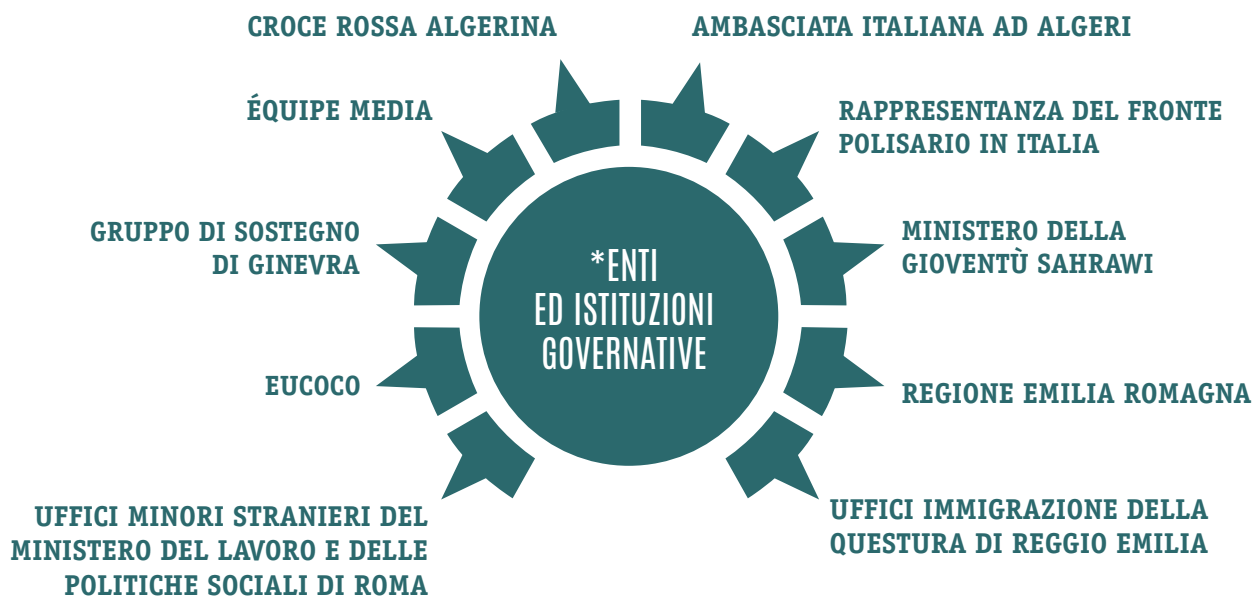 CROCE ROSSA ALGERINA
AMBASCIATA ITALIANA AD ALGERI
ÉQUIPE MEDIA
RAPPRESENTANZA DEL FRONTE
POLISARIO IN ITALIA
GRUPPO DI SOSTEGNO
DI GINEVRA
MINISTERO DELLA
GIOVENTÙ SAHRAWI
*ENTI
ED ISTITUZIONI
GOVERNATIVE
EUCOCO
REGIONE EMILIA ROMAGNA
UFFICI MINORI STRANIERI DEL
MINISTERO DEL LAVORO E DELLE
POLITICHE SOCIALI DI ROMA
UFFICI IMMIGRAZIONE DELLA
QUESTURA DI REGGIO EMILIA